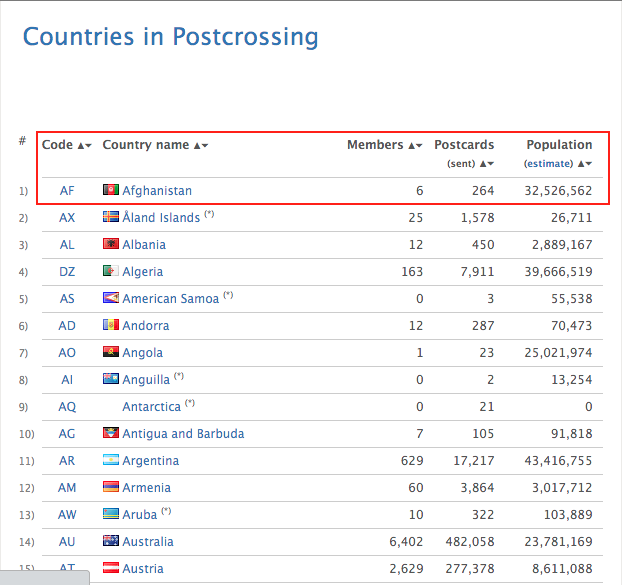 Countries in Postcrossing
# Code ▲▼ Country name ▲▼ Members ▲▼ Postcards Population
(sent) ▲▼ (estimate) ▲▼
1) AF Afghanistan 6 264 32,526,562
2) AX Åland Islands (*) 25 1,578 26,711
3) AL Albania 12 450 2,889,167
4) DZ Algeria 163 7,911 39,666,519
5) AS American Samoa (*) 0 3 55,538
6) AD Andorra 12 287 70,473
7) AO Angola 1 23 25,021,974
8) AI Anguilla (*) 0 2 13,254
9) AQ Antarctica (*) 0 21 0
10) AG Antigua and Barbuda 7 105 91,818
11) AR Argentina 629 17,217 43,416,755
12) AM Armenia 60 3,864 3,017,712
13) AW Aruba (*) 10 322 103,889
14) AU Australia 6,402 482,058 23,781,169
15) AT Austria 2,629 277,378 8,611,088